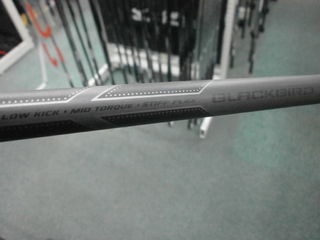 LOW KICK • MID TORQUE • STIFF FLEX BLACKBIRD